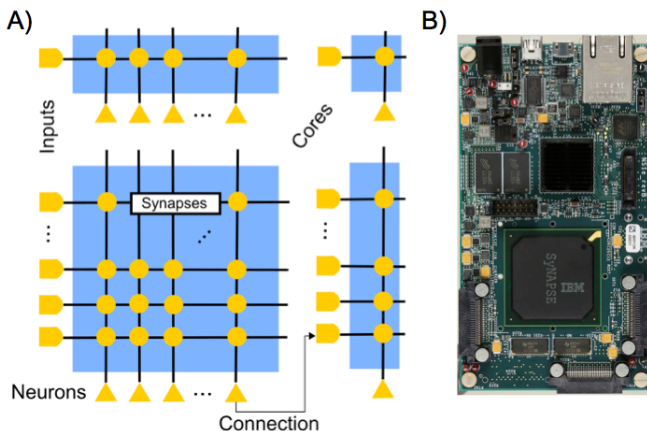 A)
B)
Inputs
Cores
Synapses
Neurons
Connection
SyNAPSE
IBM